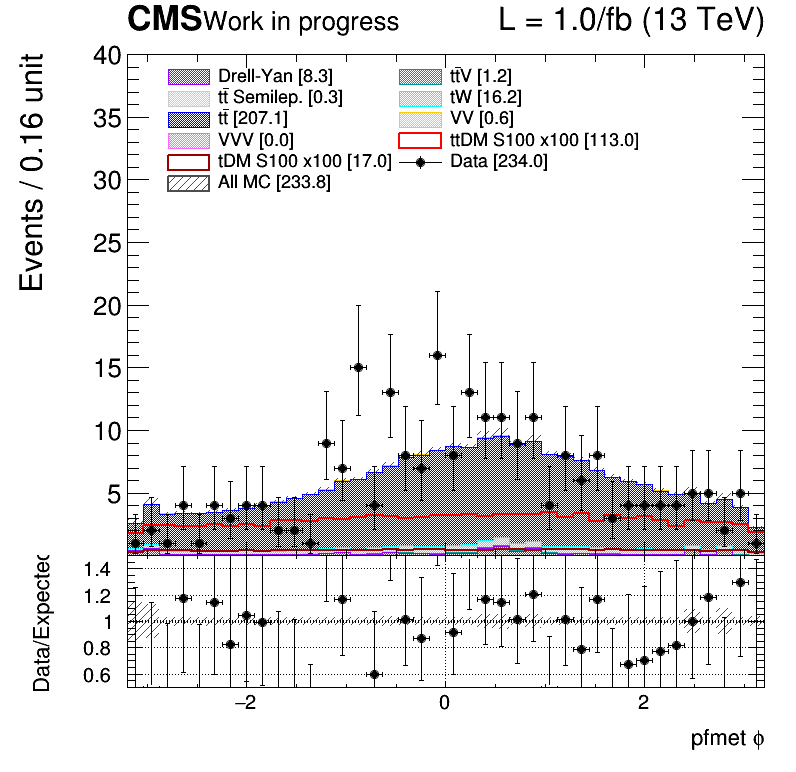 CMS Work in progress L = 1.0/fb (13 TeV)
Events / 0.16 unit
40
35
30
25
20
15
10
5
Drell-Yan [8.3] tt̄V [1.2]
tt̄ Semilep. [0.3] tW [16.2]
tt̄ [207.1] VV [0.6]
VVV [0.0] ttDM S100 x100 [113.0]
tDM S100 x100 [17.0] Data [234.0]
All MC [233.8]
Data/Expected
1.4
1.2
1
0.8
0.6
−2 0 2
pfmet ϕ